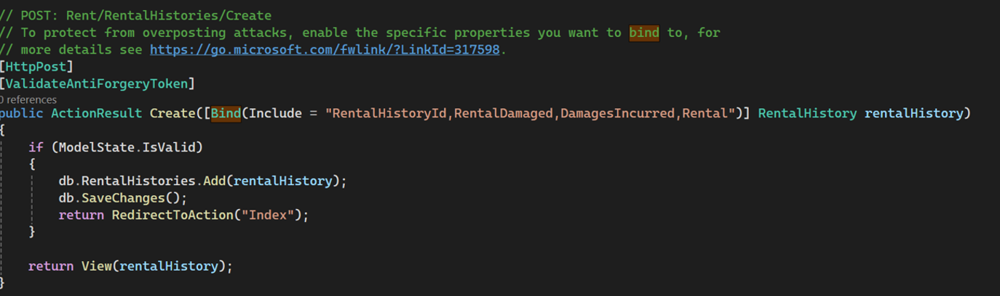 // POST: Rent/RentalHistories/Create
// To protect from overposting attacks, enable the specific properties you want to bind to, for
// more details see https://go.microsoft.com/fwlink/?LinkId=317598.
[HttpPost]
[ValidateAntiForgeryToken]
0 references
public ActionResult Create([Bind(Include = "RentalHistoryId,RentalDamaged,DamagesIncurred,Rental")] RentalHistory rentalHistory)
{
    if (ModelState.IsValid)
    {
        db.RentalHistories.Add(rentalHistory);
        db.SaveChanges();
        return RedirectToAction("Index");
    }

    return View(rentalHistory);
}